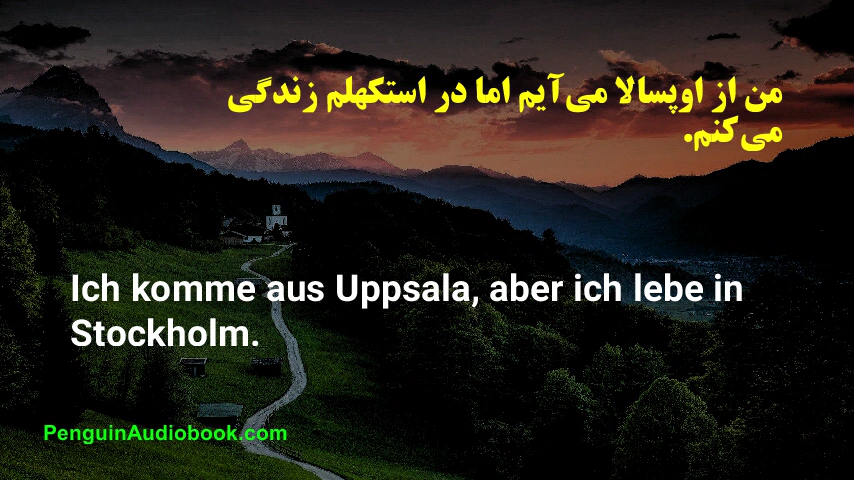 من از اوپسالا می‌آیم اما در استکهلم زندگی
می‌کنم.
Ich komme aus Uppsala, aber ich lebe in
Stockholm.
PenguinAudiobook.com